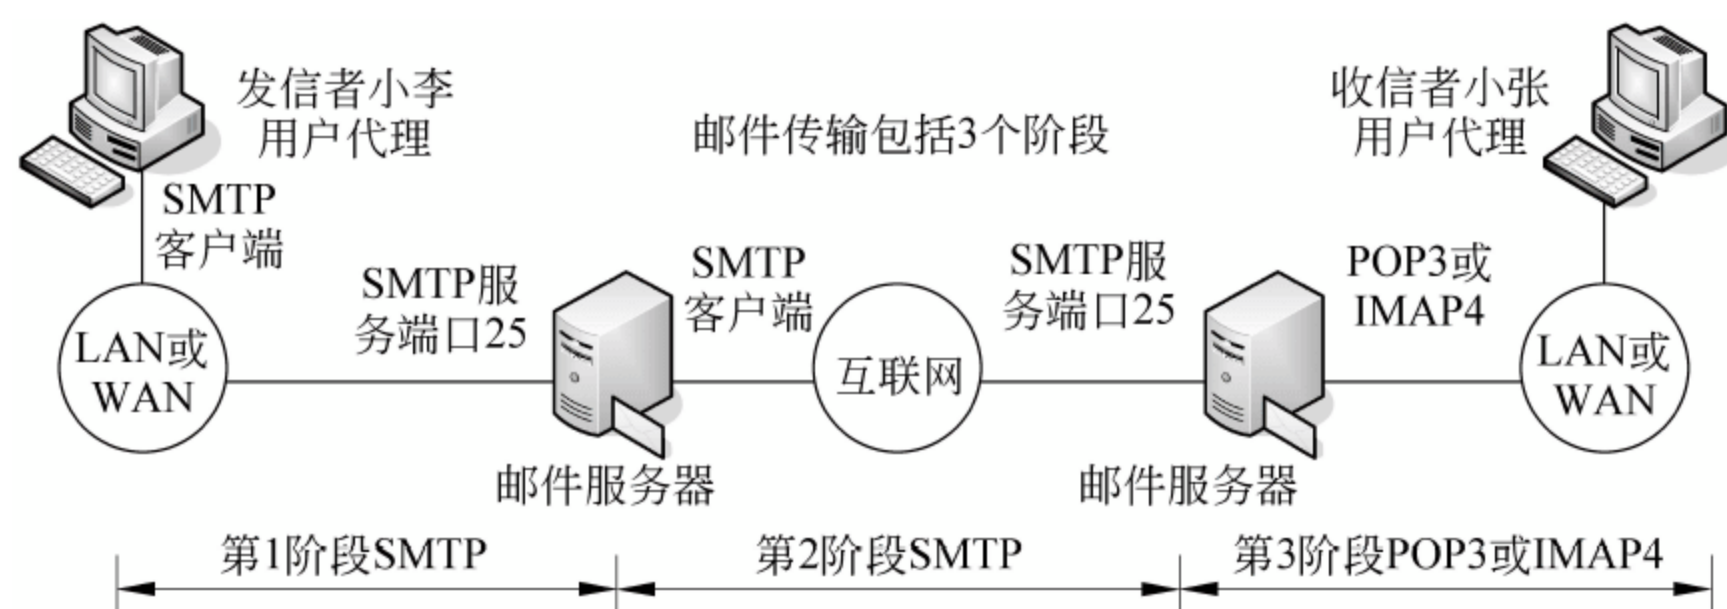 发信者小李
用户代理
邮件传输包括3个阶段
收信者小张
用户代理
SMTP
客户端
SMTP服
务端口25
SMTP
客户端
SMTP服
务端口25
POP3或
IMAP4
LAN或
WAN
互联网
LAN或
WAN
邮件服务器
邮件服务器
第1阶段SMTP
第2阶段SMTP
第3阶段POP3或IMAP4